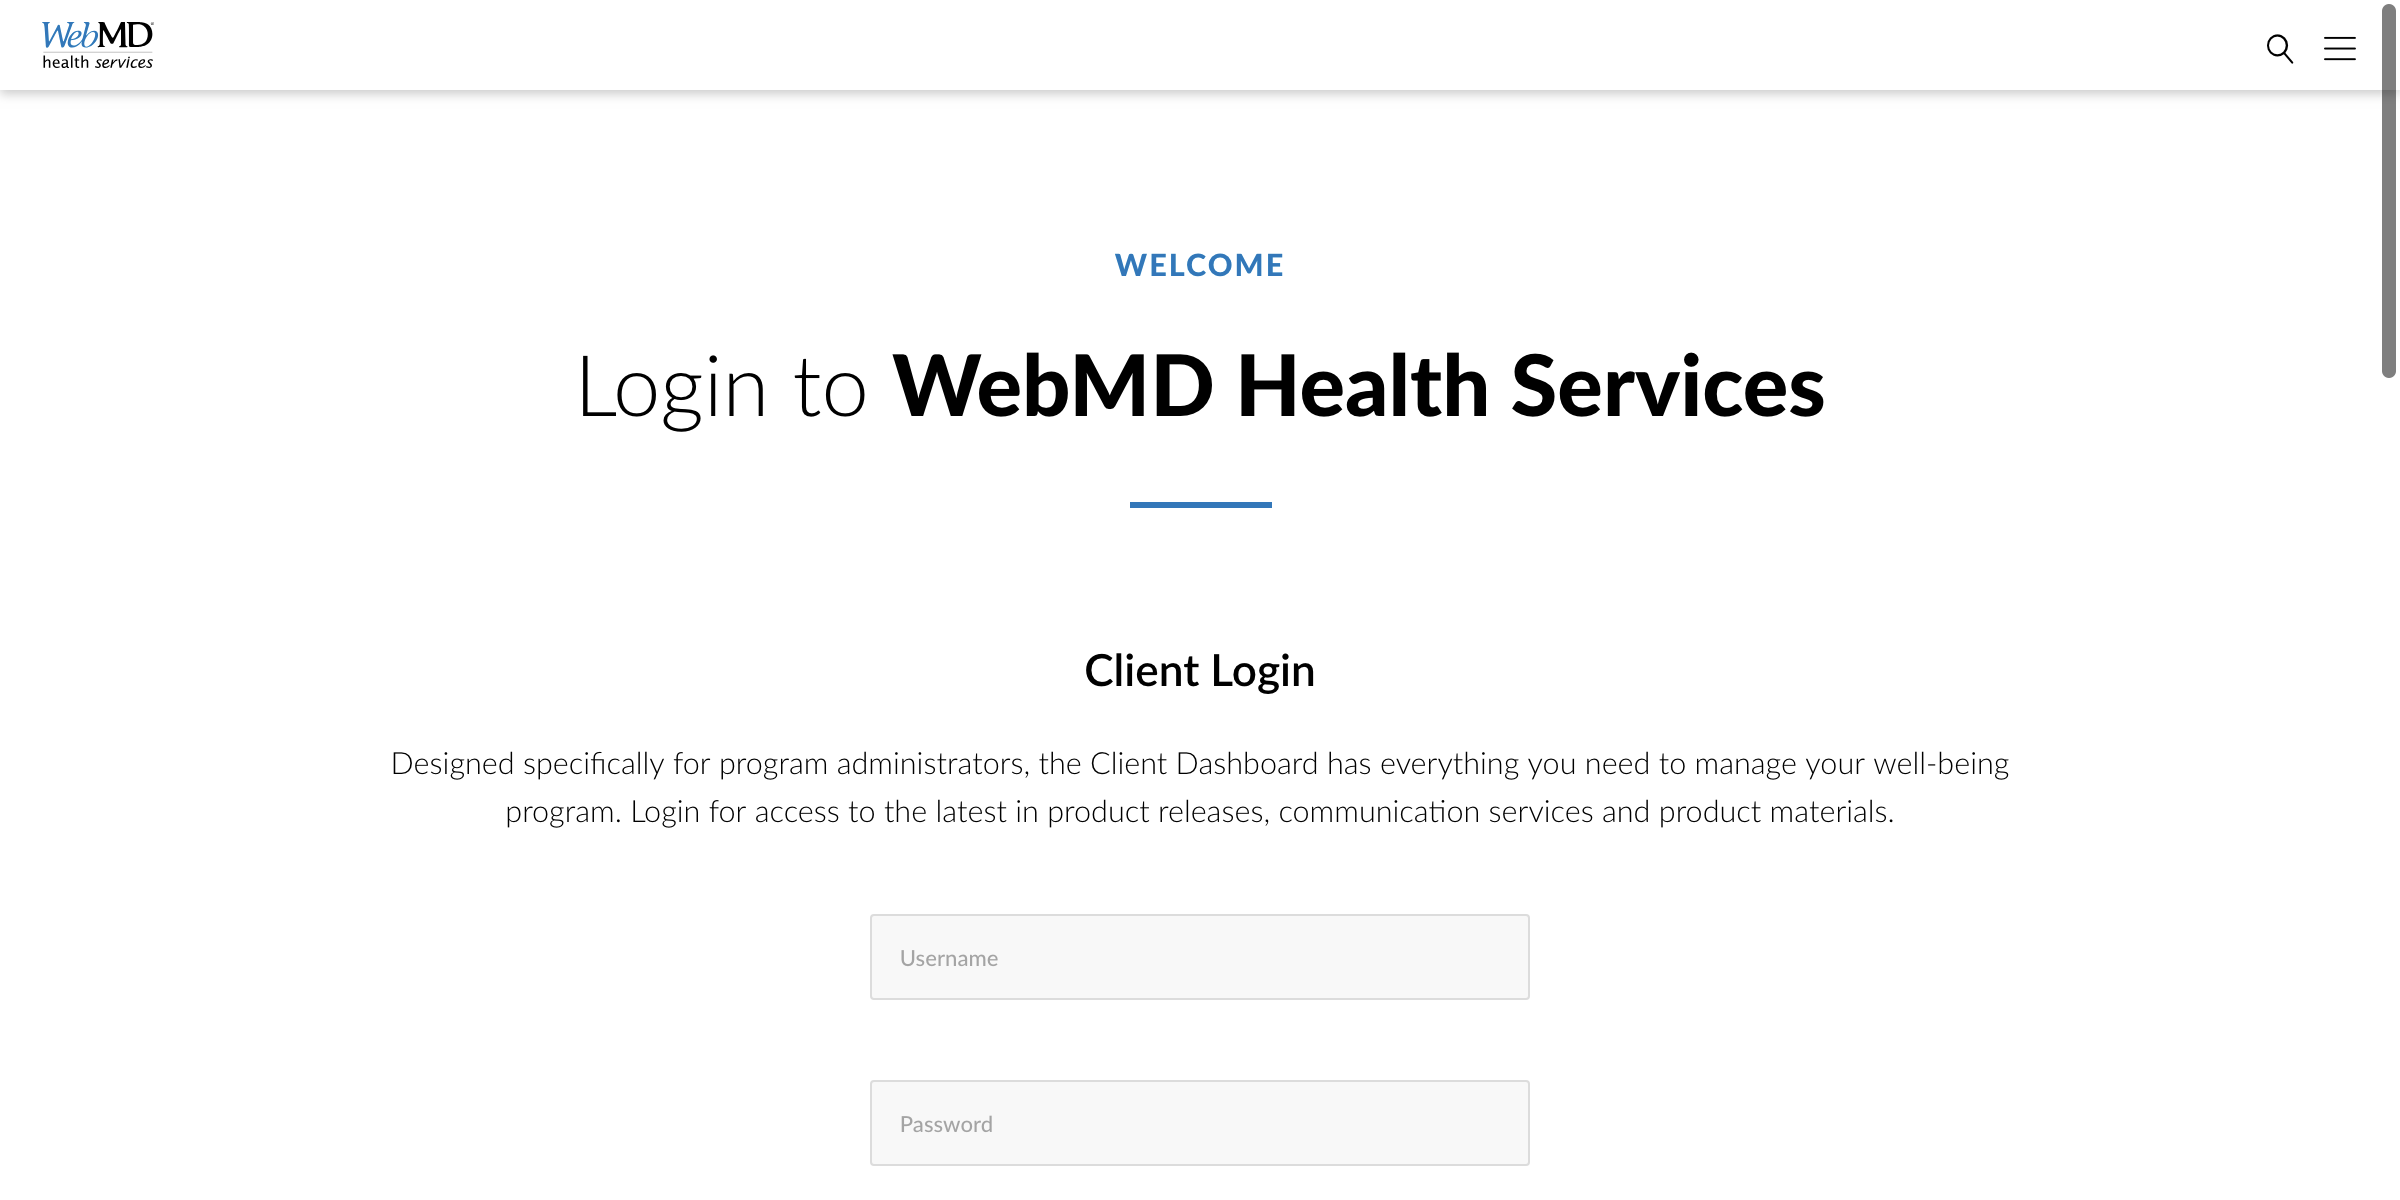 WebMD
health services
WELCOME
Login to WebMD Health Services
Client Login
Designed specifically for program administrators, the Client Dashboard has everything you need to manage your well-being
program. Login for access to the latest in product releases, communication services and product materials.
Username
Password